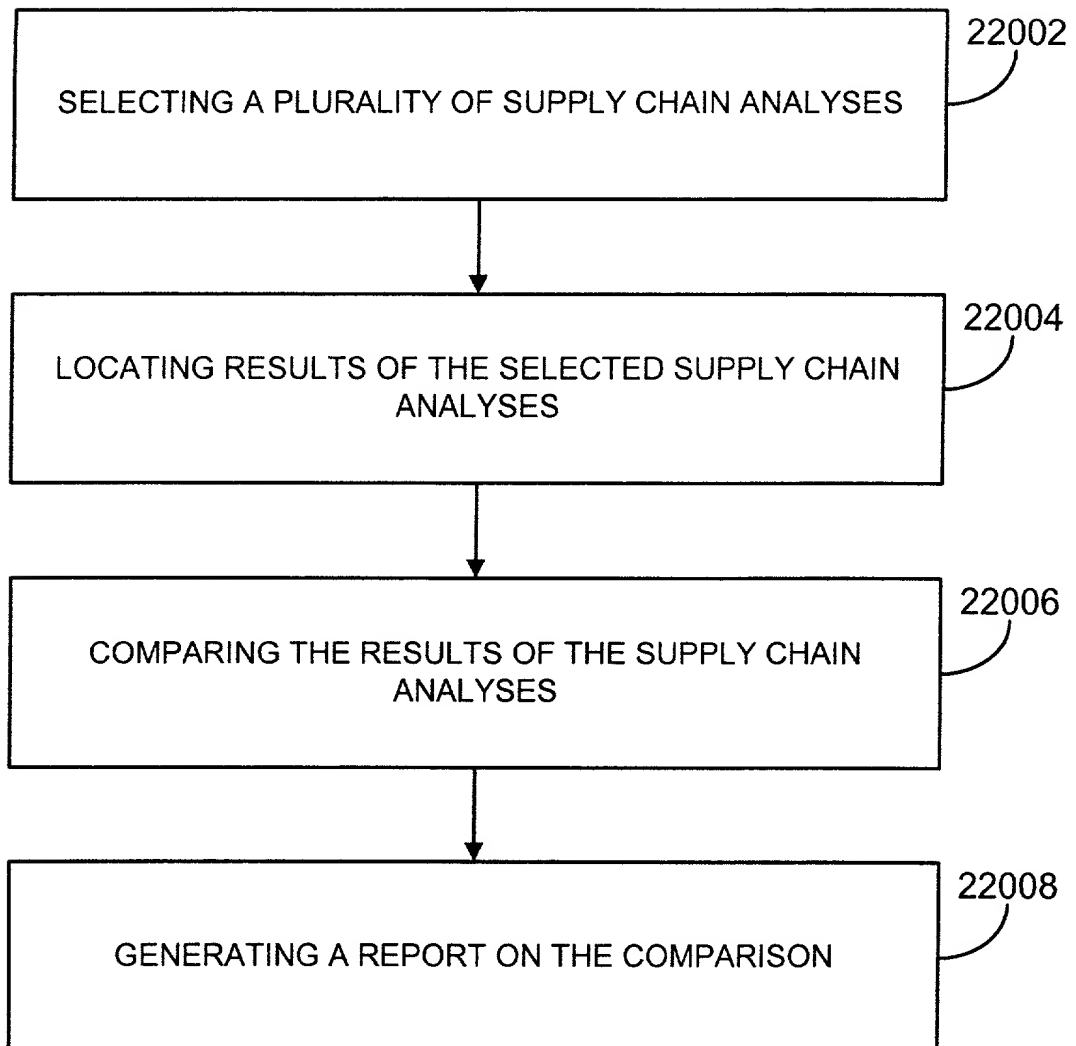 22002
SELECTING A PLURALITY OF SUPPLY CHAIN ANALYSES
22004
LOCATING RESULTS OF THE SELECTED SUPPLY CHAIN
ANALYSES
22006
COMPARING THE RESULTS OF THE SUPPLY CHAIN
ANALYSES
22008
GENERATING A REPORT ON THE COMPARISON